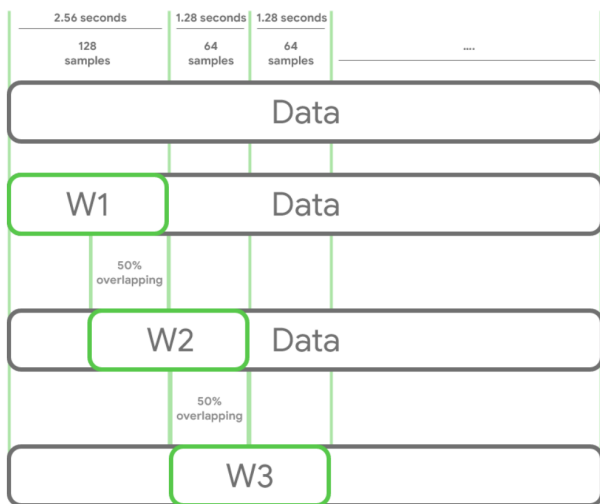 2.56 seconds
1.28 seconds
1.28 seconds
128
samples
64
samples
64
samples
....
Data
W1
Data
50%
overlapping
W2
Data
50%
overlapping
W3